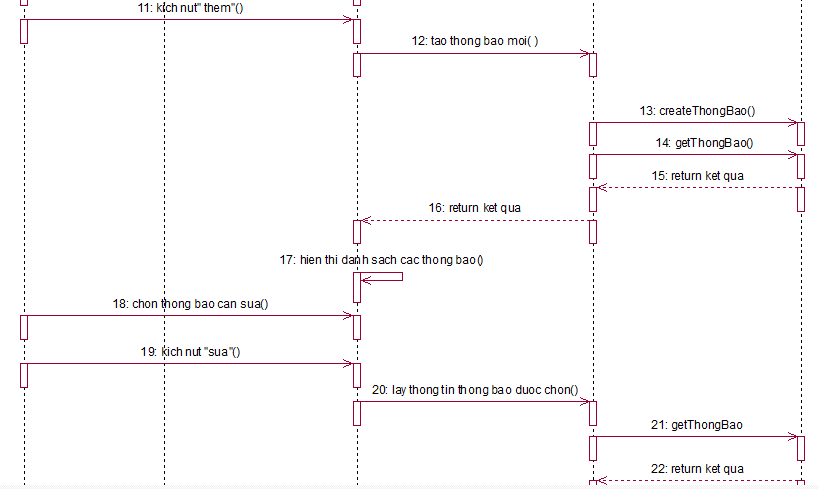 11: kich nut" them"()
12: tao thong bao moi( )
13: createThongBao()
14: getThongBao()
15: return ket qua
16: return ket qua
17: hien thi danh sach cac thong bao()
18: chon thong bao can sua()
19: kich nut "sua"()
20: lay thong tin thong bao duoc chon()
21: getThongBao
22: return ket qua